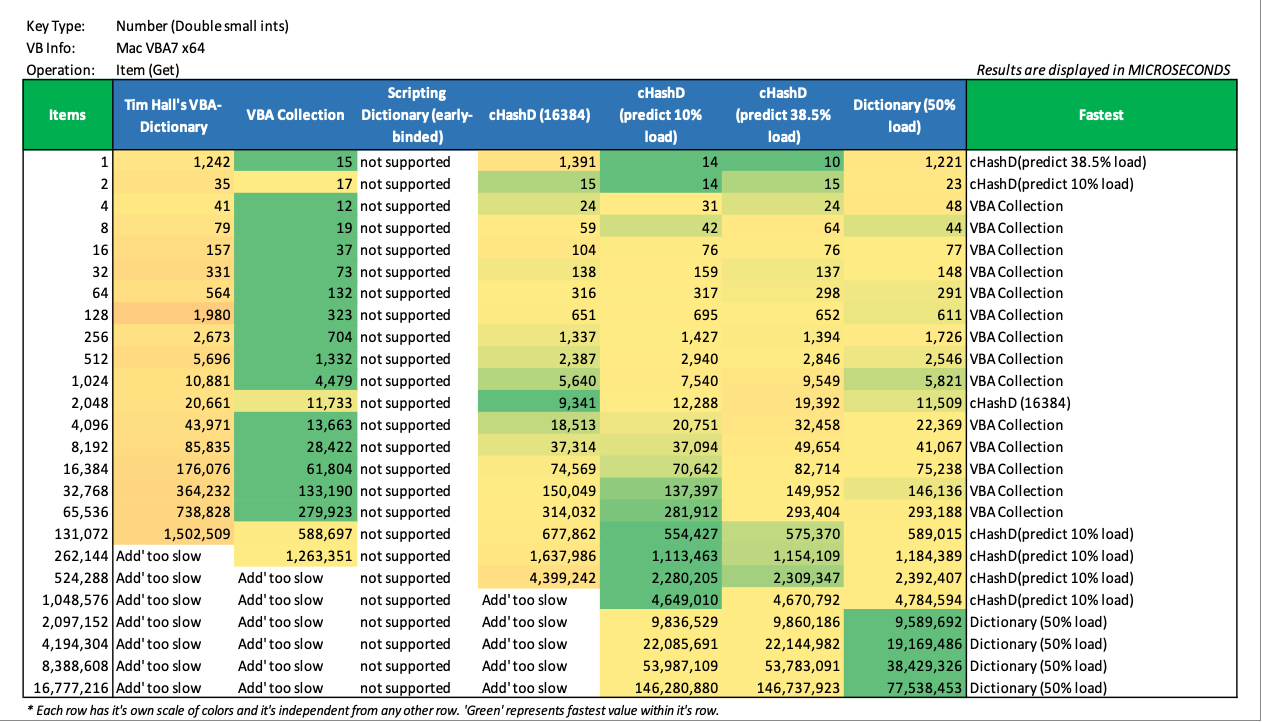 Key Type: Number (Double small ints)
VB Info: Mac VBA7 x64
Operation: Item (Get) Results are displayed in MICROSECONDS
Items Tim Hall's VBA-Dictionary VBA Collection Scripting Dictionary (early-binded) cHashD (16384) cHashD (predict 10% load) cHashD (predict 38.5% load) Dictionary (50% load) Fastest
1 1,242 15 not supported 1,391 14 10 1,221 cHashD(predict 38.5% load)
2 35 17 not supported 15 14 15 23 cHashD(predict 10% load)
4 41 12 not supported 24 31 24 48 VBA Collection
8 79 19 not supported 59 42 64 44 VBA Collection
16 157 37 not supported 104 76 76 77 VBA Collection
32 331 73 not supported 138 159 137 148 VBA Collection
64 564 132 not supported 316 317 298 291 VBA Collection
128 1,980 323 not supported 651 695 652 611 VBA Collection
256 2,673 704 not supported 1,337 1,427 1,394 1,726 VBA Collection
512 5,696 1,332 not supported 2,387 2,940 2,846 2,546 VBA Collection
1,024 10,881 4,479 not supported 5,640 7,540 9,549 5,821 VBA Collection
2,048 20,661 11,733 not supported 9,341 12,288 19,392 11,509 cHashD (16384)
4,096 43,971 13,663 not supported 18,513 20,751 32,458 22,369 VBA Collection
8,192 85,835 28,422 not supported 37,314 37,094 49,654 41,067 VBA Collection
16,384 176,076 61,804 not supported 74,569 70,642 82,714 75,238 VBA Collection
32,768 364,232 133,190 not supported 150,049 137,397 149,952 146,136 VBA Collection
65,536 738,828 279,923 not supported 314,032 281,912 293,404 293,188 VBA Collection
131,072 1,502,509 588,697 not supported 677,862 554,427 575,370 589,015 cHashD(predict 10% load)
262,144 Add' too slow 1,263,351 not supported 1,637,986 1,113,463 1,154,109 1,184,389 cHashD(predict 10% load)
524,288 Add' too slow Add' too slow not supported 4,399,242 2,280,205 2,309,347 2,392,407 cHashD(predict 10% load)
1,048,576 Add' too slow Add' too slow not supported Add' too slow 4,649,010 4,670,792 4,784,594 cHashD(predict 10% load)
2,097,152 Add' too slow Add' too slow not supported Add' too slow 9,836,529 9,860,186 9,589,692 Dictionary (50% load)
4,194,304 Add' too slow Add' too slow not supported Add' too slow 22,085,691 22,144,982 19,169,486 Dictionary (50% load)
8,388,608 Add' too slow Add' too slow not supported Add' too slow 53,987,109 53,783,091 38,429,326 Dictionary (50% load)
16,777,216 Add' too slow Add' too slow not supported Add' too slow 146,280,880 146,737,923 77,538,453 Dictionary (50% load)
* Each row has it's own scale of colors and it's independent from any other row. 'Green' represents fastest value within it's row.